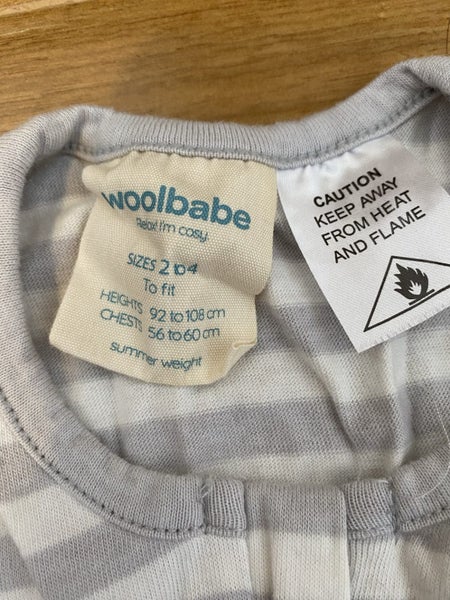 woolbabe
Relax! I'm cosy.
SIZES 2 to 4
To fit
HEIGHTS 92 to 108 cm
CHESTS 56 to 60 cm
summer weight
CAUTION
KEEP AWAY
FROM HEAT
AND FLAME